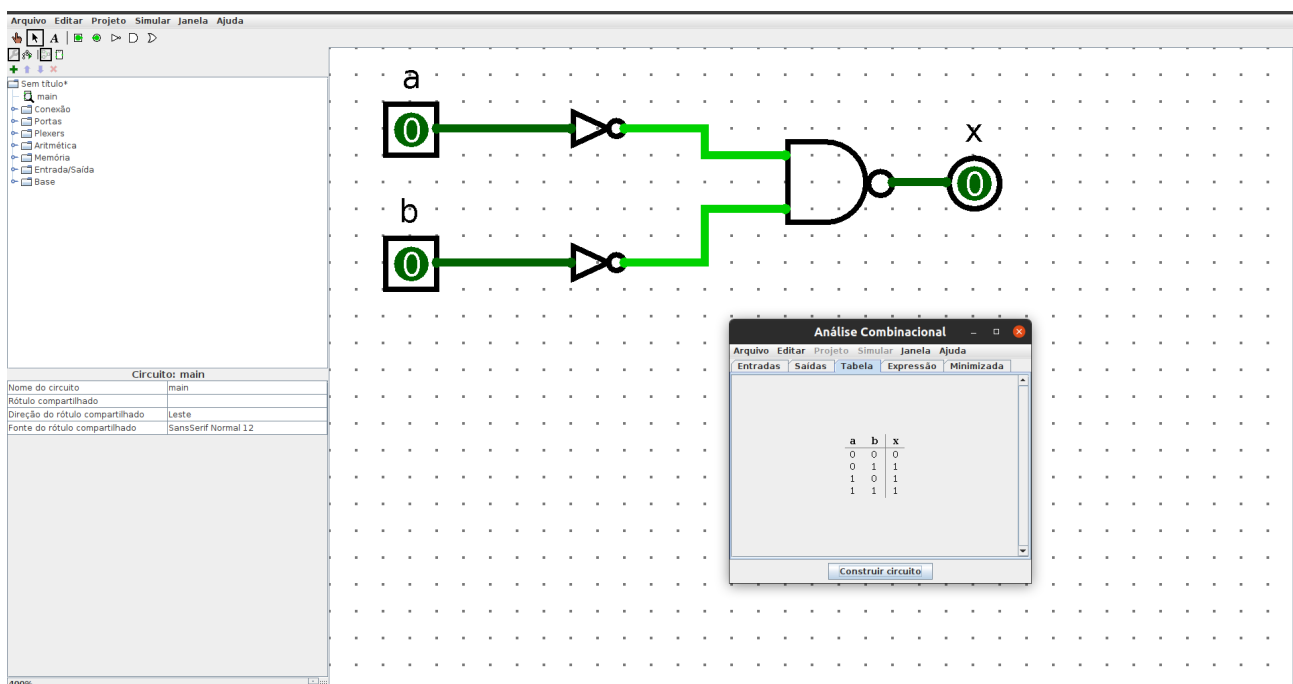 Arquivo Editar Projeto Simular Janela Ajuda
A
Sem título*
main
Conexão
Portas
Plexers
Aritmética
Memória
Entrada/Saída
Base
Circuito: main
Nome do circuito main
Rótulo compartilhado
Direção do rótulo compartilhado Leste
Fonte do rótulo compartilhado SansSerif Normal 12
400%
a
0
b
0
x
0
Análise Combinacional
Arquivo Editar Projeto Simular Janela Ajuda
Entradas Saídas Tabela Expressão Minimizada
a b x
0 0 0
0 1 1
1 0 1
1 1 1
Construir circuito